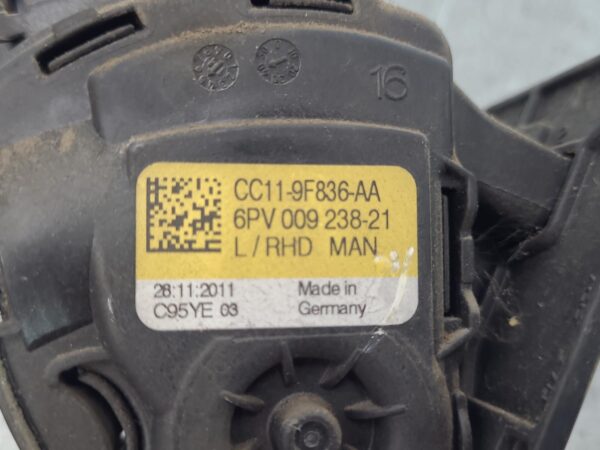 16
CC11-9F836-AA
6PV 009 238-21
L / RHD MAN
28:11:2011 Made in
C95YE 03 Germany